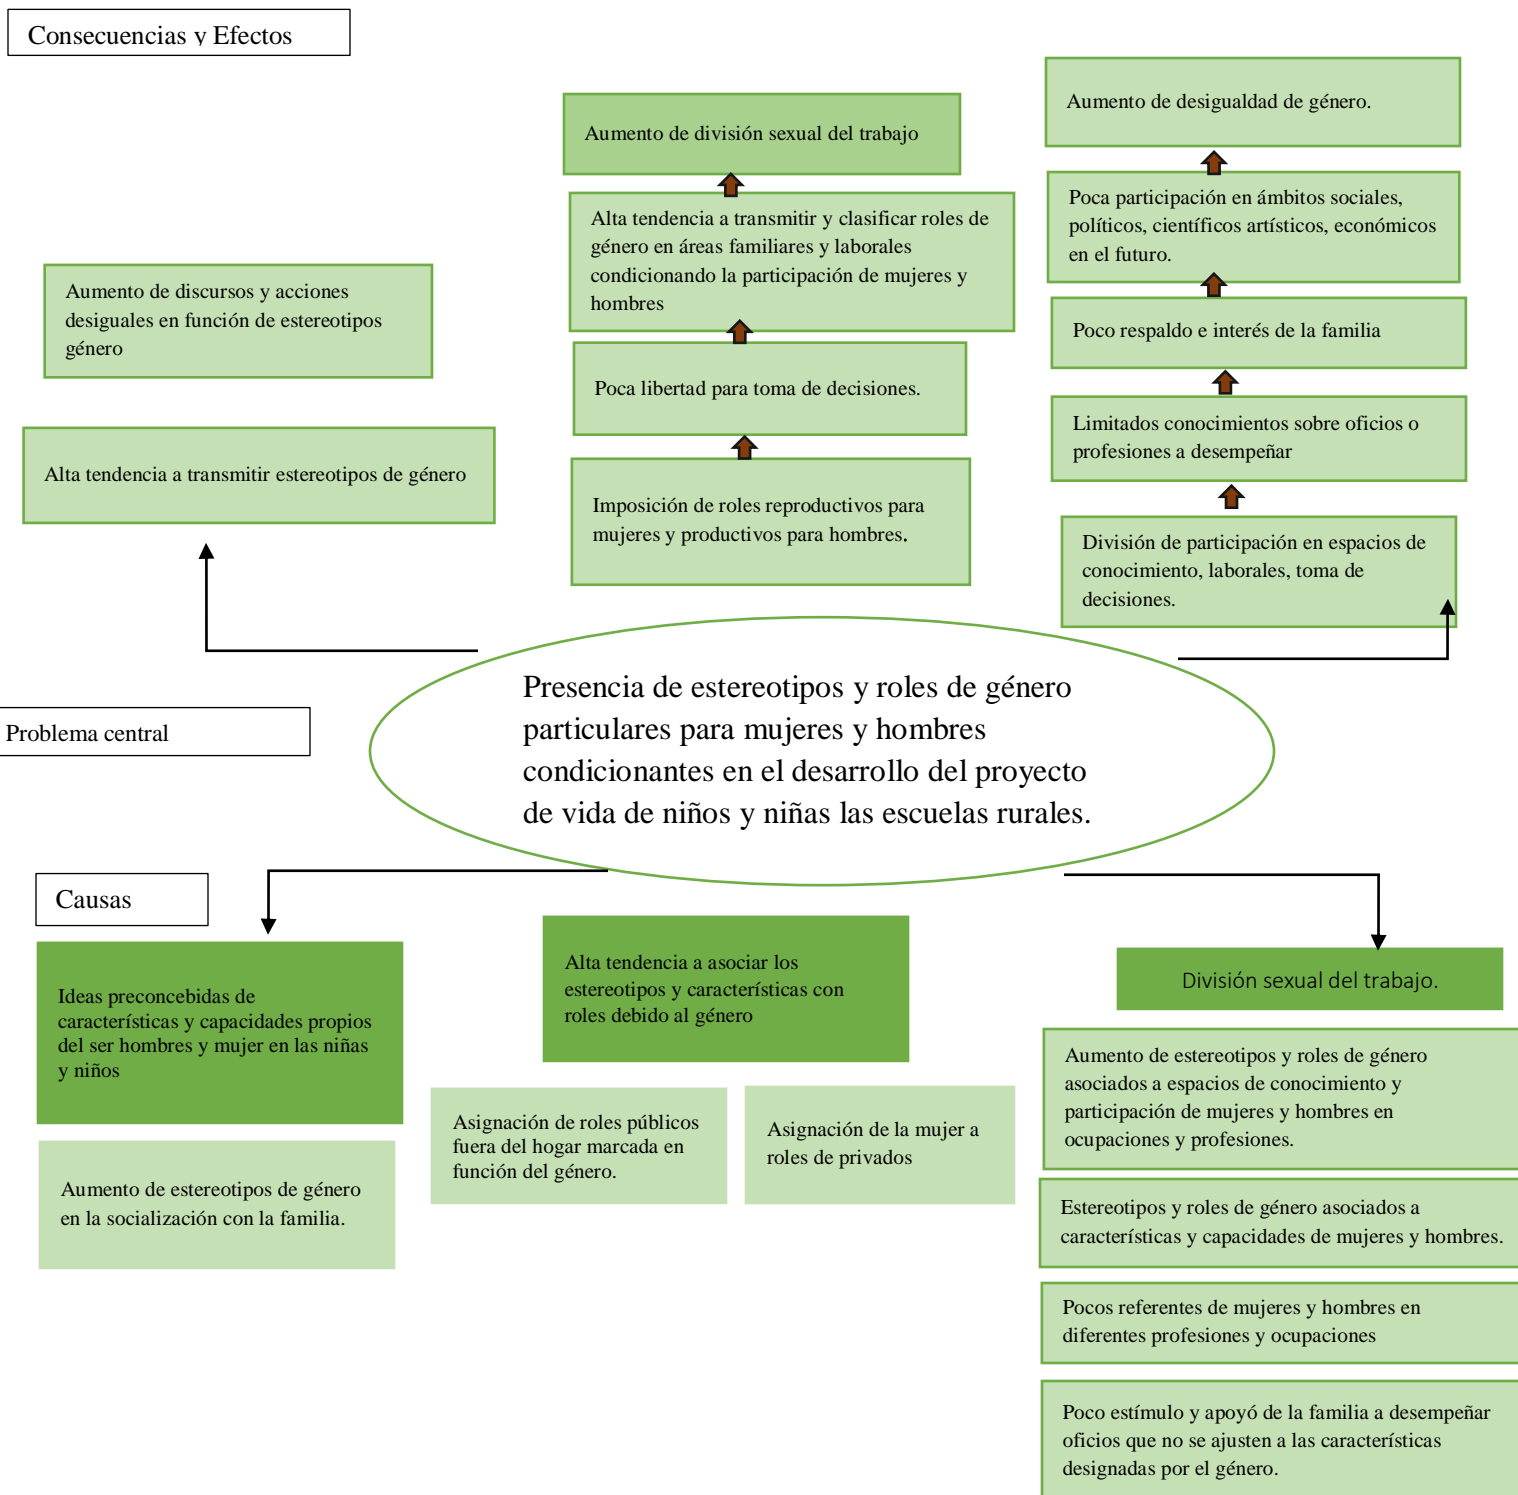 Consecuencias y Efectos
Aumento de discursos y acciones
desiguales en función de estereotipos
género
Alta tendencia a transmitir estereotipos de género
Aumento de división sexual del trabajo
Alta tendencia a transmitir y clasificar roles de
género en áreas familiares y laborales
condicionando la participación de mujeres y
hombres
Poca libertad para toma de decisiones.
Imposición de roles reproductivos para
mujeres y productivos para hombres.
Aumento de desigualdad de género.
Poca participación en ámbitos sociales,
políticos, científicos artísticos, económicos
en el futuro.
Poco respaldo e interés de la familia
Limitados conocimientos sobre oficios o
profesiones a desempeñar
División de participación en espacios de
conocimiento, laborales, toma de
decisiones.
Problema central
Presencia de estereotipos y roles de género
particulares para mujeres y hombres
condicionantes en el desarrollo del proyecto
de vida de niños y niñas las escuelas rurales.
Causas
Ideas preconcebidas de
características y capacidades propios
del ser hombres y mujer en las niñas
y niños
Aumento de estereotipos de género
en la socialización con la familia.
Alta tendencia a asociar los
estereotipos y características con
roles debido al género
Asignación de roles públicos
fuera del hogar marcada en
función del género.
Asignación de la mujer a
roles de privados
División sexual del trabajo.
Aumento de estereotipos y roles de género
asociados a espacios de conocimiento y
participación de mujeres y hombres en
ocupaciones y profesiones.
Estereotipos y roles de género asociados a
características y capacidades de mujeres y hombres.
Pocos referentes de mujeres y hombres en
diferentes profesiones y ocupaciones
Poco estímulo y apoyó de la familia a desempeñar
oficios que no se ajusten a las características
designadas por el género.